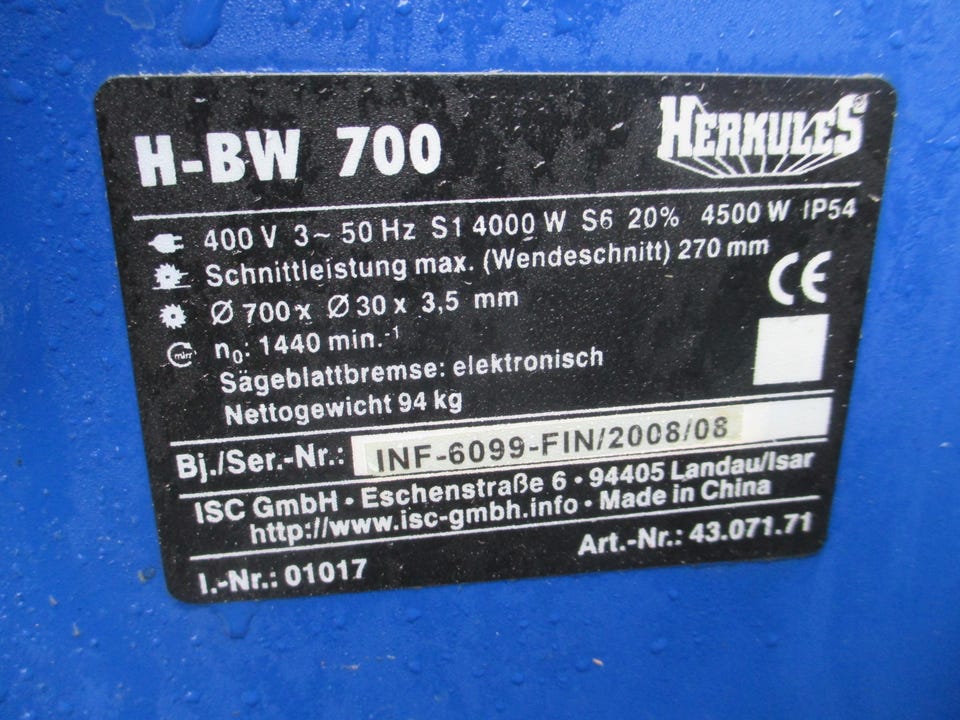 H-BW 700
HERKULES®
400 V 3~ 50 Hz S1 4000 W S6 20% 4500 W IP54
Schnittleistung max. (Wendeschnitt) 270 mm
Ø 700 x Ø 30 x 3,5 mm
CE
n0: 1440 min.-1
Sägeblattbremse: elektronisch
Nettogewicht 94 kg
Bj./Ser.-Nr.: INF-6099-FIN/2008/08
ISC GmbH · Eschenstraße 6 · 94405 Landau/Isar
http://www.isc-gmbh.info · Made in China
I.-Nr.: 01017 Art.-Nr.: 43.071.71